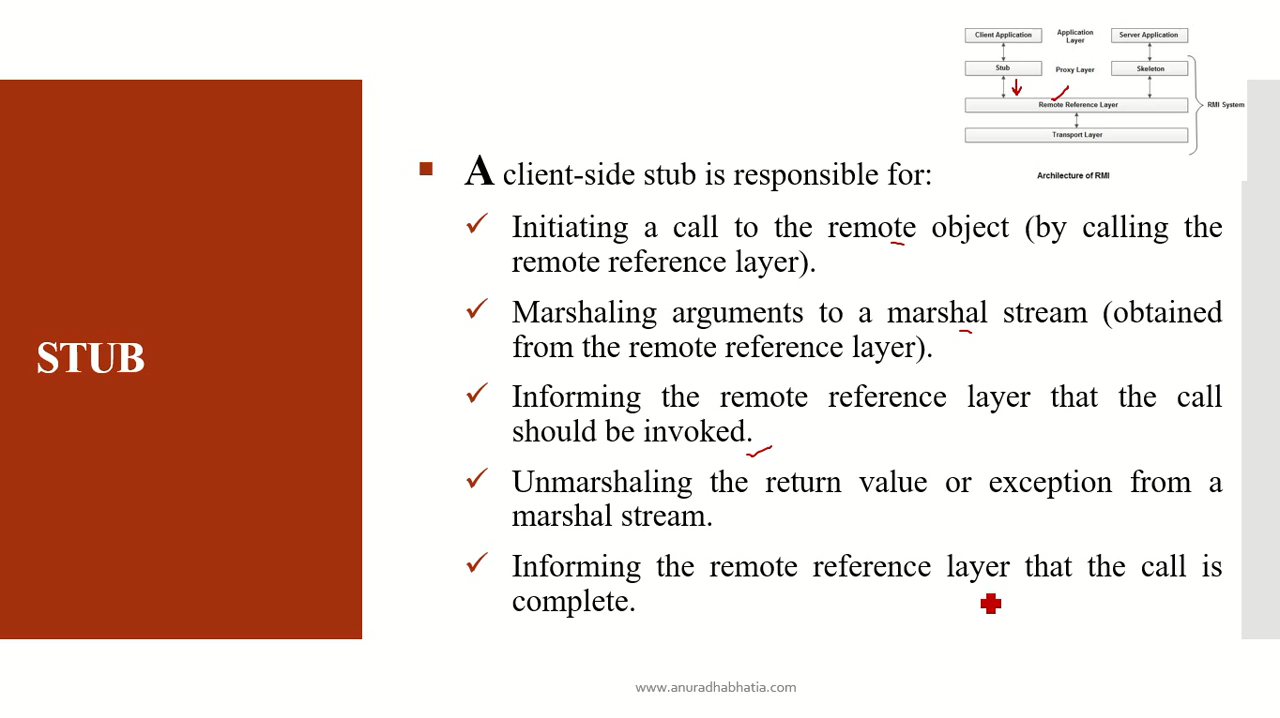 Client Application
Application
Layer
Server Application
Stub
Proxy Layer
Skeleton
Remote Reference Layer
RMI System
Transport Layer
Archilecture of RMI
STUB
A client-side stub is responsible for:
Initiating a call to the remote object (by calling the
remote reference layer).
Marshaling arguments to a marshal stream (obtained
from the remote reference layer).
Informing the remote reference layer that the call
should be invoked.
Unmarshaling the return value or exception from a
marshal stream.
Informing the remote reference layer that the call is
complete.
www.anuradhabhatia.com